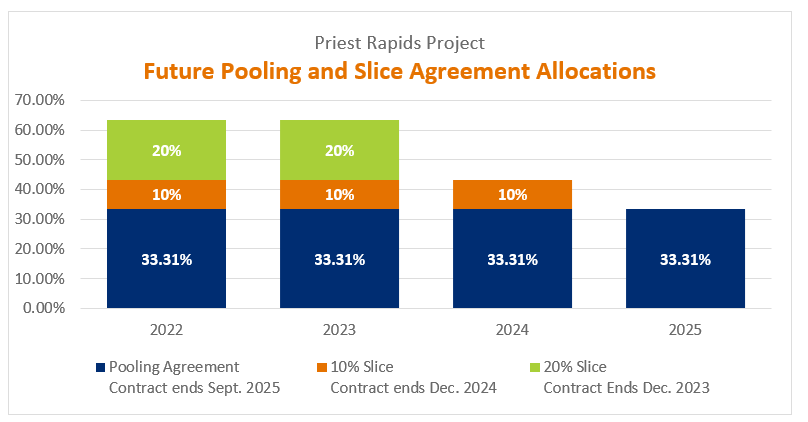 Priest Rapids Project
Future Pooling and Slice Agreement Allocations
70.00%
60.00%
50.00%
40.00%
30.00%
20.00%
10.00%
0.00%
20%
20%
10%
10%
10%
33.31%
33.31%
33.31%
33.31%
2022
2023
2024
2025
Pooling Agreement
Contract ends Sept. 2025
10% Slice
Contract ends Dec. 2024
20% Slice
Contract Ends Dec. 2023